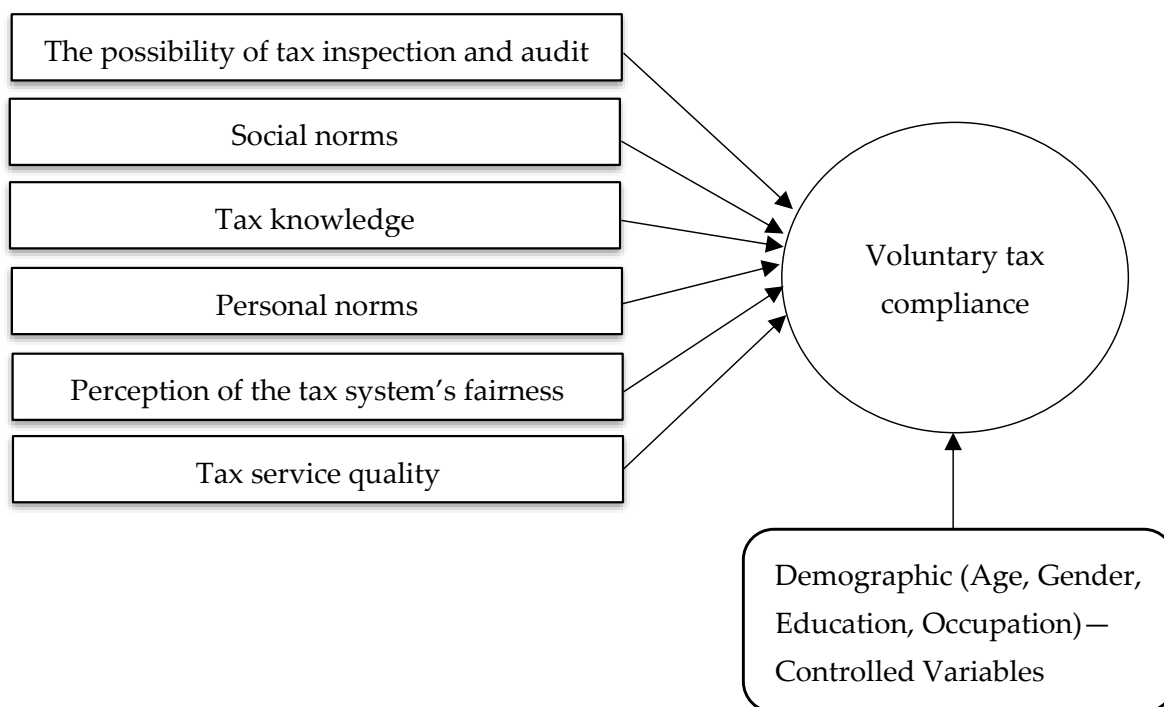 The possibility of tax inspection and audit
Social norms
Tax knowledge
Personal norms
Perception of the tax system’s fairness
Tax service quality
Voluntary tax
compliance
Demographic (Age, Gender,
Education, Occupation)—
Controlled Variables